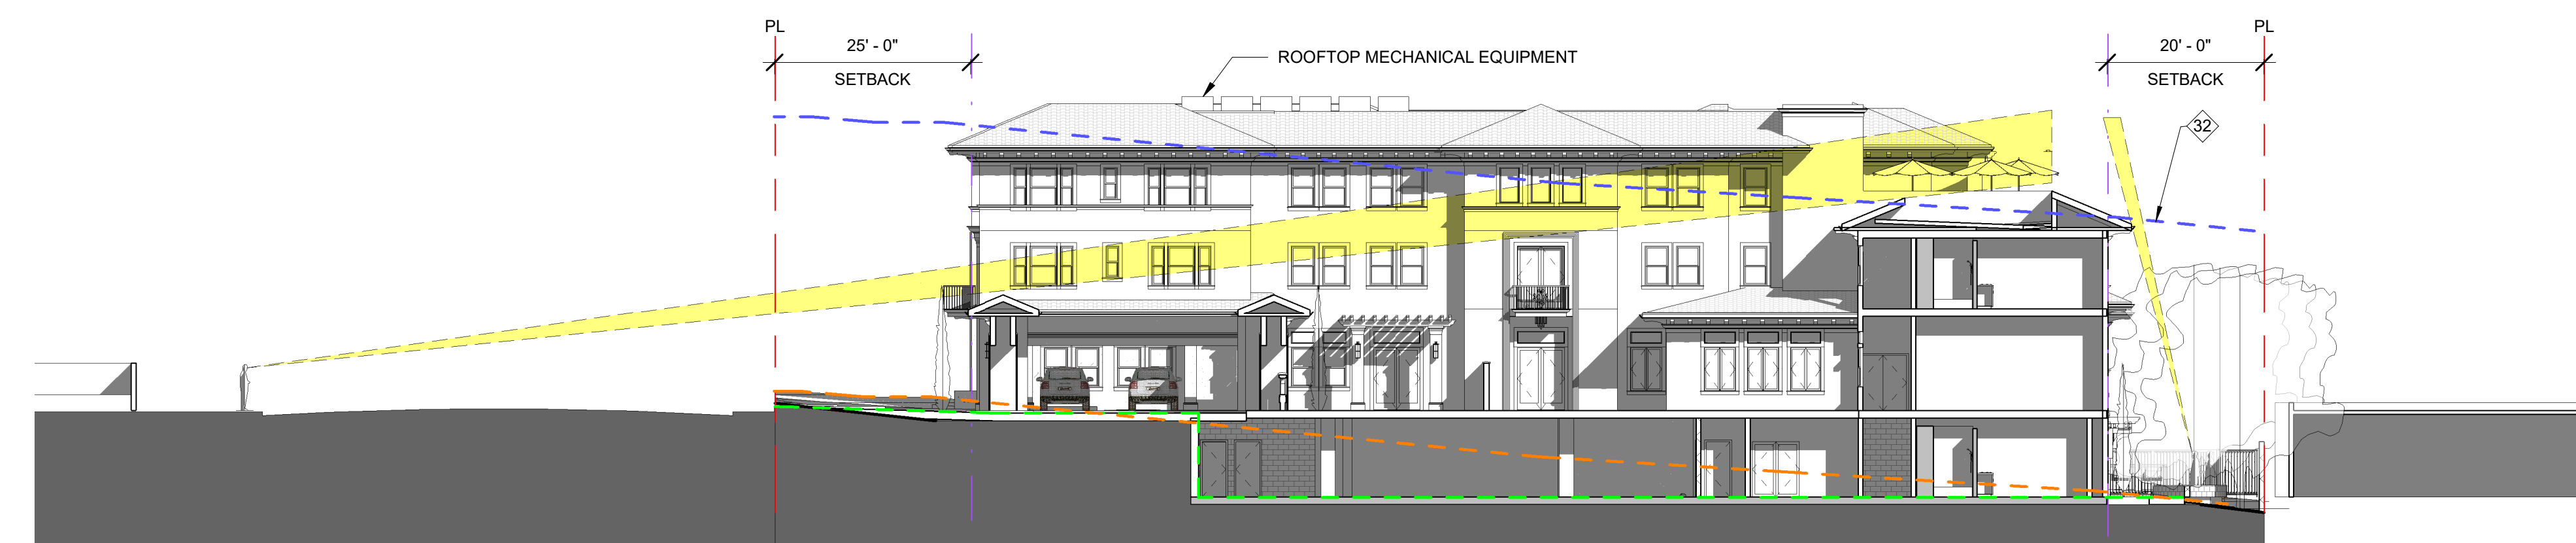 PL
25' - 0"
SETBACK
ROOFTOP MECHANICAL EQUIPMENT
PL
20' - 0"
SETBACK
32